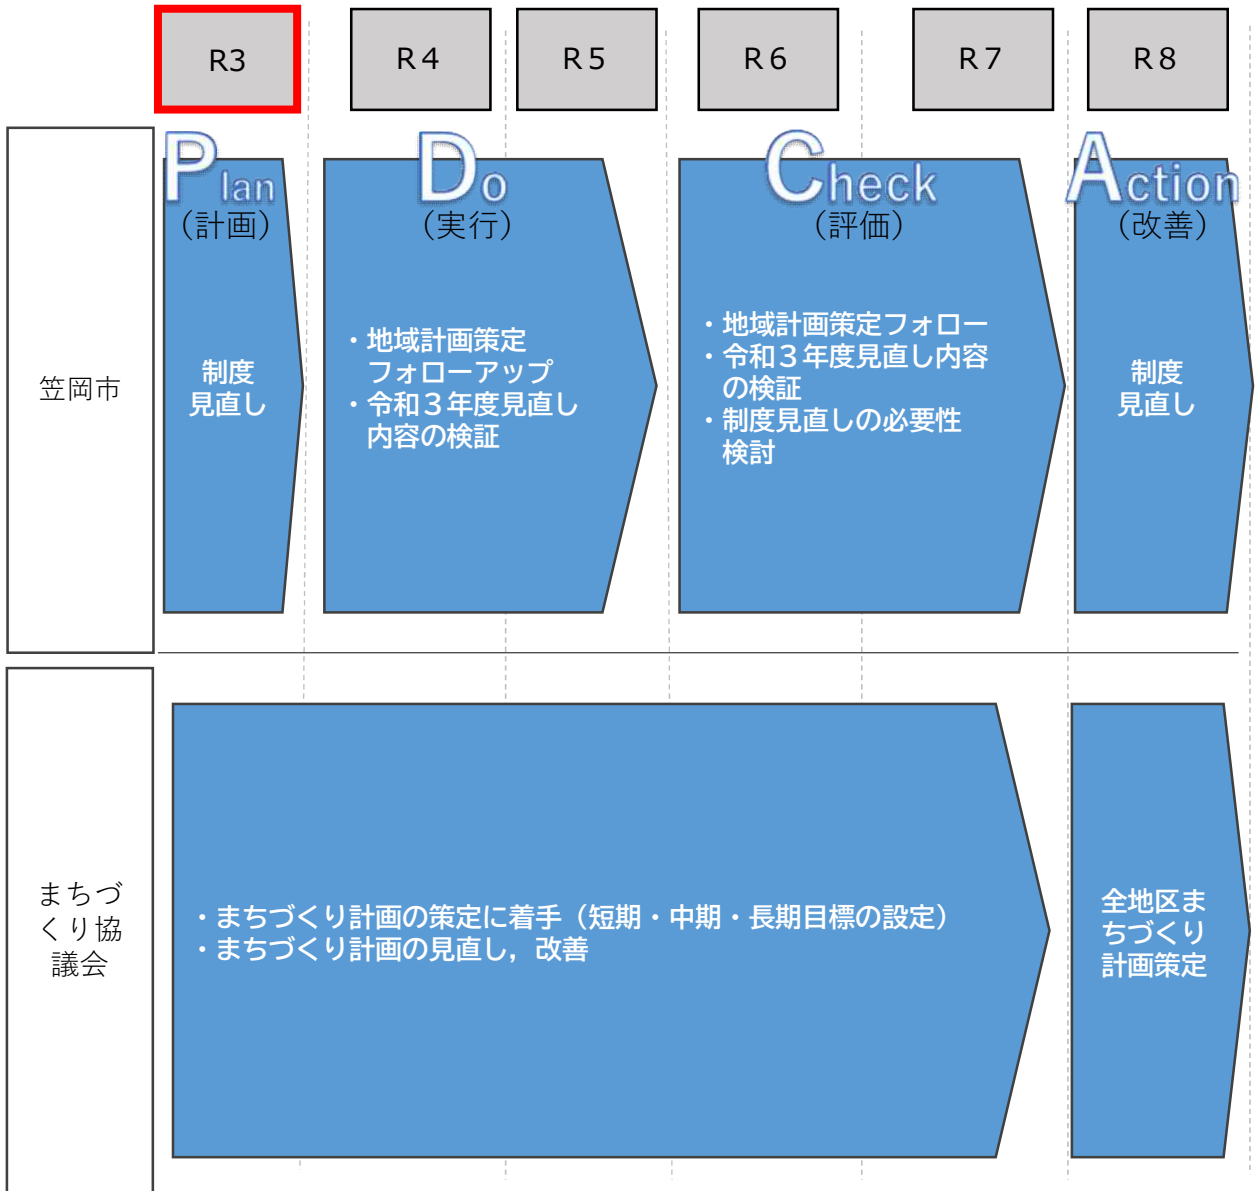 R3
R４
R５
R６
R７
R８
Plan
（計画）
Do
（実行）
Check
（評価）
Action
（改善）
笠岡市
制度
見直し
・地域計画策定
フォローアップ
・令和３年度見直し
内容の検証
・地域計画策定フォロー
・令和３年度見直し内容
の検証
・制度見直しの必要性
検討
制度
見直し
まちづ
くり協
議会
・まちづくり計画の策定に着手（短期・中期・長期目標の設定）
・まちづくり計画の見直し，改善
全地区ま
ちづくり
計画策定